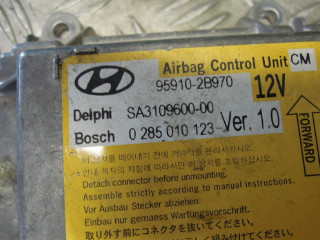 Airbag Control Unit CM
95910-2B970 12V
Delphi SA3109600-00
Bosch 0 285 010 123 Ver. 1.0
Detach connector before unmounting.
Assemble strictly according to manual instructions.
Vor Ausbau Stecker abziehen.
Einbau nur gemaess Wartungsvorschrift.
FORWARD